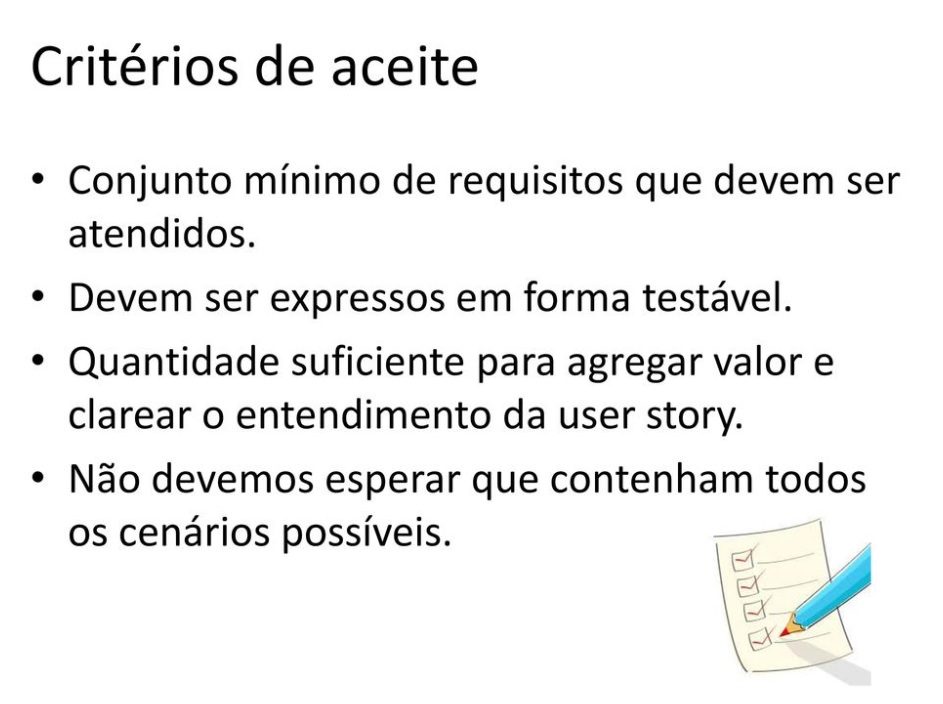 Critérios de aceite
• Conjunto mínimo de requisitos que devem ser
atendidos.
• Devem ser expressos em forma testável.
• Quantidade suficiente para agregar valor e
clarear o entendimento da user story.
• Não devemos esperar que contenham todos
os cenários possíveis.